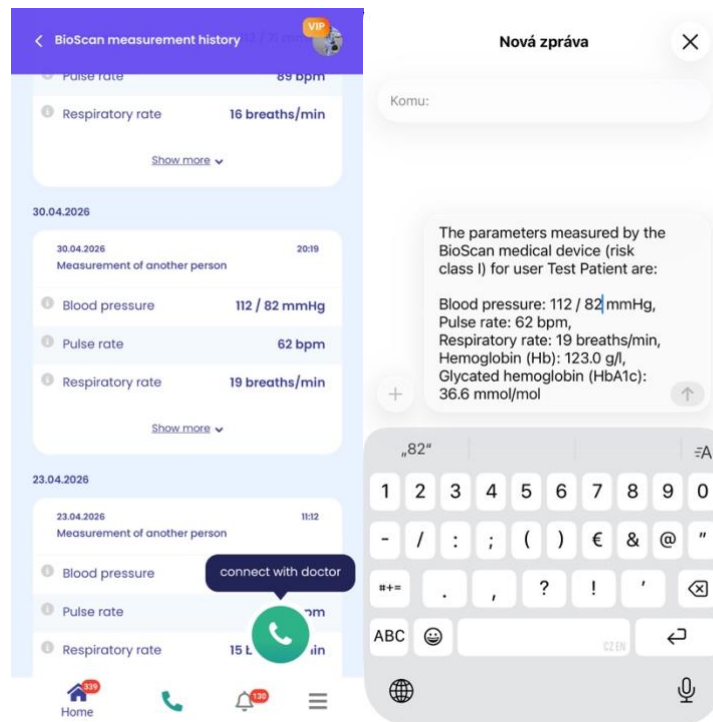 BioScan measurement history
VIP
Pulse rate 89 bpm
Respiratory rate 16 breaths/min
Show more
30.04.2026
30.04.2026 20:19
Measurement of another person
Blood pressure 112 / 82 mmHg
Pulse rate 62 bpm
Respiratory rate 19 breaths/min
Show more
23.04.2026
23.04.2026 11:12
Measurement of another person
Blood pressure
connect with doctor
Pulse rate
Respiratory rate 15
339
130
Home
Nová zpráva
Komu:
The parameters measured by the
BioScan medical device (risk
class I) for user Test Patient are:
Blood pressure: 112 / 82 mmHg,
Pulse rate: 62 bpm,
Respiratory rate: 19 breaths/min,
Hemoglobin (Hb): 123.0 g/l,
Glycated hemoglobin (HbA1c):
36.6 mmol/mol
„82“
1 2 3 4 5 6 7 8 9 0
- / : ; ( ) € & @ "
#+= . , ? ! '
ABC
CZ EN